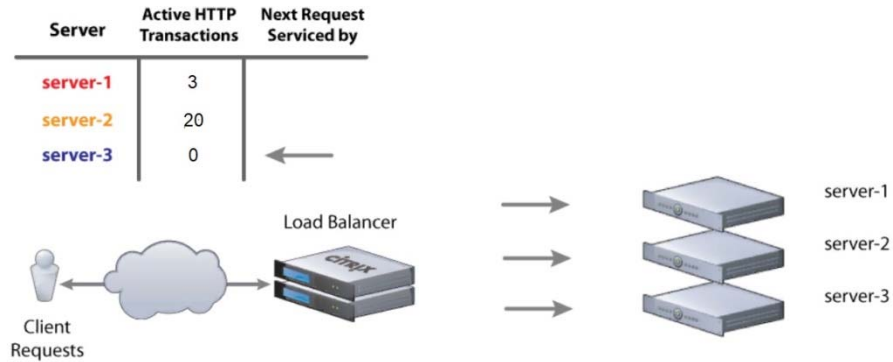 Server
Active HTTP
Transactions
Next Request
Serviced by
server-1 3
server-2 20
server-3 0
Load Balancer
CITRIX
Client
Requests
server-1
server-2
server-3